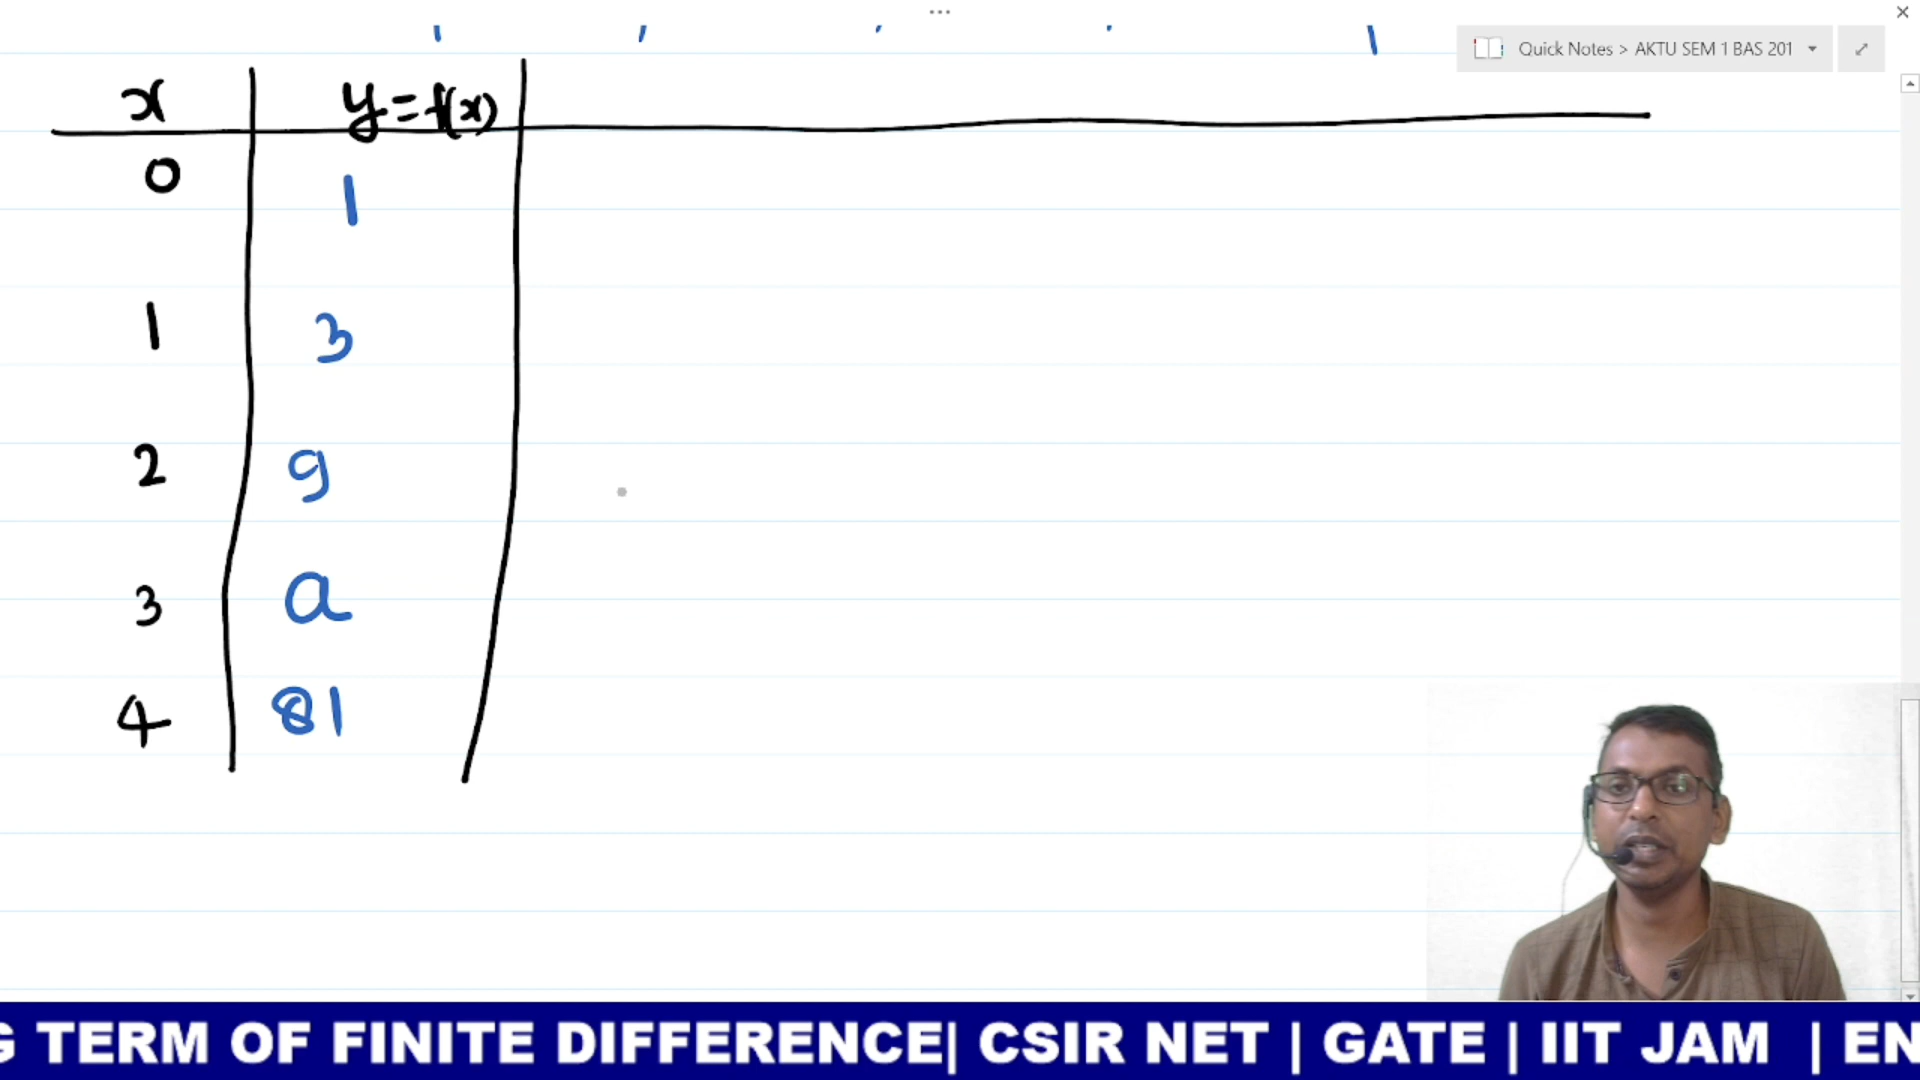 Quick Notes > AKTU SEM 1 BAS 201
x y = f(x)
0 1
1 3
2 9
3 a
4 81
G TERM OF FINITE DIFFERENCE| CSIR NET | GATE | IIT JAM | EN